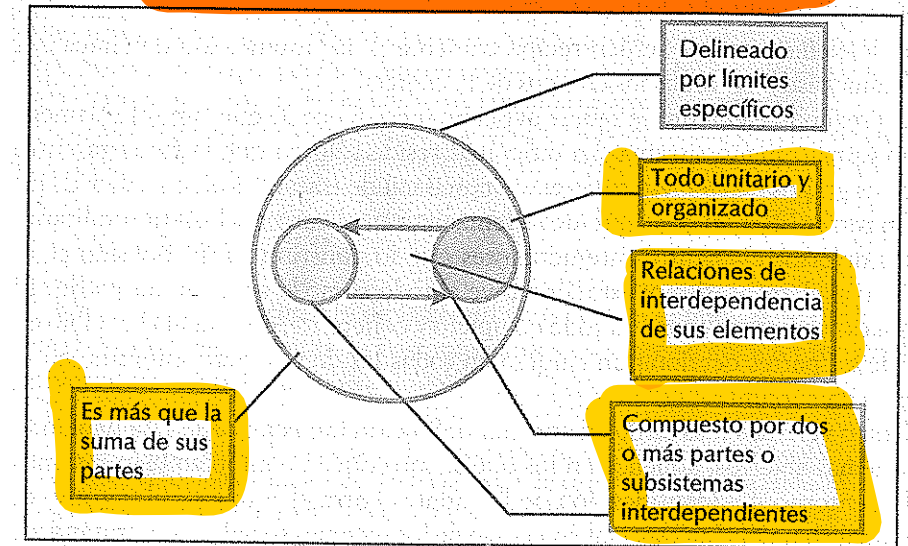 Delineado
por límites
específicos
Todo unitario y
organizado
Relaciones de
interdependencia
de sus elementos
Compuesto por dos
o más partes o
subsistemas
interdependientes
Es más que la
suma de sus
partes